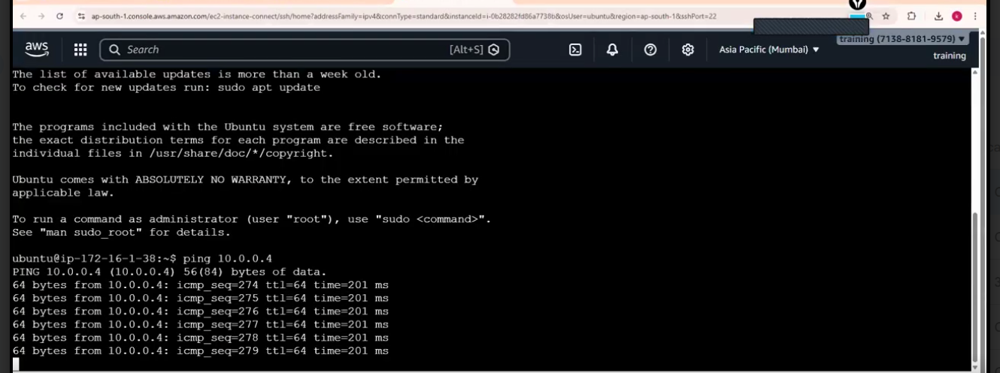 ap-south-1.console.aws.amazon.com/ec2-instance-connect/ssh/home?addressFamily=ipv4&connType=standard&instanceId=i-0b28282fd86a7738b&osUser=ubuntu&region=ap-south-1&sshPort=22
k
training (7138-8181-9579) ▼
aws Search [Alt+S] Asia Pacific (Mumbai) ▼
training
The list of available updates is more than a week old.
To check for new updates run: sudo apt update
The programs included with the Ubuntu system are free software;
the exact distribution terms for each program are described in the
individual files in /usr/share/doc/*/copyright.
Ubuntu comes with ABSOLUTELY NO WARRANTY, to the extent permitted by
applicable law.
To run a command as administrator (user "root"), use "sudo <command>".
See "man sudo_root" for details.
ubuntu@ip-172-16-1-38:~$ ping 10.0.0.4
PING 10.0.0.4 (10.0.0.4) 56(84) bytes of data.
64 bytes from 10.0.0.4: icmp_seq=274 ttl=64 time=201 ms
64 bytes from 10.0.0.4: icmp_seq=275 ttl=64 time=201 ms
64 bytes from 10.0.0.4: icmp_seq=276 ttl=64 time=201 ms
64 bytes from 10.0.0.4: icmp_seq=277 ttl=64 time=201 ms
64 bytes from 10.0.0.4: icmp_seq=278 ttl=64 time=201 ms
64 bytes from 10.0.0.4: icmp_seq=279 ttl=64 time=201 ms